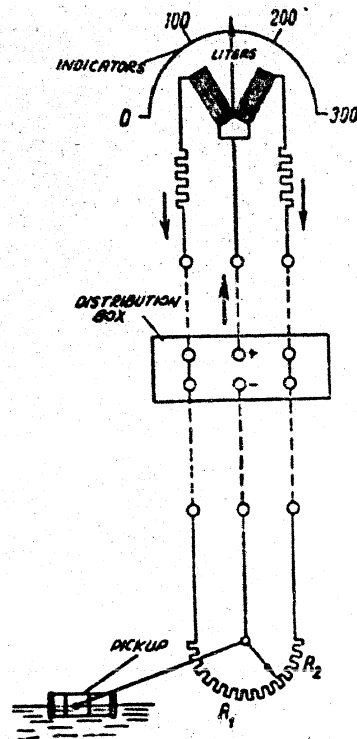 100
200
LITERS
INDICATORS
0
300
DISTRIBUTION
BOX
+
-
PICKUP
R2
R1